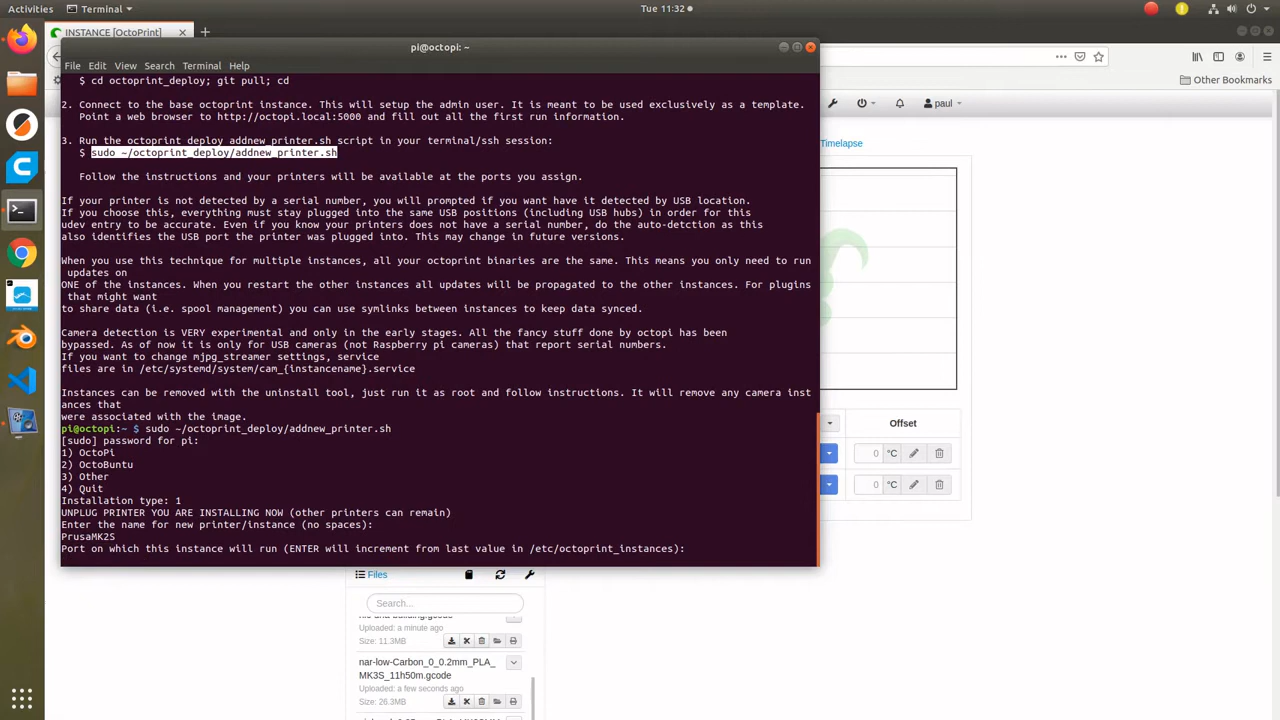 Activities
Terminal
Tue 11:32
INSTANCE [OctoPrint]
pi@octopi: ~
File Edit View Search Terminal Help
Other Bookmarks
paul
Timelapse
$ cd octoprint_deploy; git pull; cd
2. Connect to the base octoprint instance. This will setup the admin user. It is meant to be used exclusively as a template.
Point a web browser to http://octopi.local:5000 and fill out all the first run information.
3. Run the octoprint_deploy addnew_printer.sh script in your terminal/ssh session:
$ sudo ~/octoprint_deploy/addnew_printer.sh
Follow the instructions and your printers will be available at the ports you assign.
If your printer is not detected by a serial number, you will prompted if you want have it detected by USB location.
If you choose this, everything must stay plugged into the same USB positions (including USB hubs) in order for this
udev entry to be accurate. Even if you know your printers does not have a serial number, do the auto-detction as this
also identifies the USB port the printer was plugged into. This may change in future versions.
When you use this technique for multiple instances, all your octoprint binaries are the same. This means you only need to run
updates on
ONE of the instances. When you restart the other instances all updates will be propagated to the other instances. For plugins
that might want
to share data (i.e. spool management) you can use symlinks between instances to keep data synced.
Camera detection is VERY experimental and only in the early stages. All the fancy stuff done by octopi has been
bypassed. As of now it is only for USB cameras (not Raspberry pi cameras) that report serial numbers.
If you want to change mjpg_streamer settings, service
files are in /etc/systemd/system/cam_{instancename}.service
Instances can be removed with the uninstall tool, just run it as root and follow instructions. It will remove any camera inst
ances that
were associated with the image.
pi@octopi:~ $ sudo ~/octoprint_deploy/addnew_printer.sh
[sudo] password for pi:
1) OctoPi
2) OctoBuntu
3) Other
4) Quit
Installation type: 1
UNPLUG PRINTER YOU ARE INSTALLING NOW (other printers can remain)
Enter the name for new printer/instance (no spaces):
PrusaMK2S
Port on which this instance will run (ENTER will increment from last value in /etc/octoprint_instances):
Offset
0 °C
0 °C
Files
Search...
Uploaded: a minute ago
Size: 11.3MB
nar-low-Carbon_0_0.2mm_PLA_
MK3S_11h50m.gcode
Uploaded: a few seconds ago
Size: 26.3MB